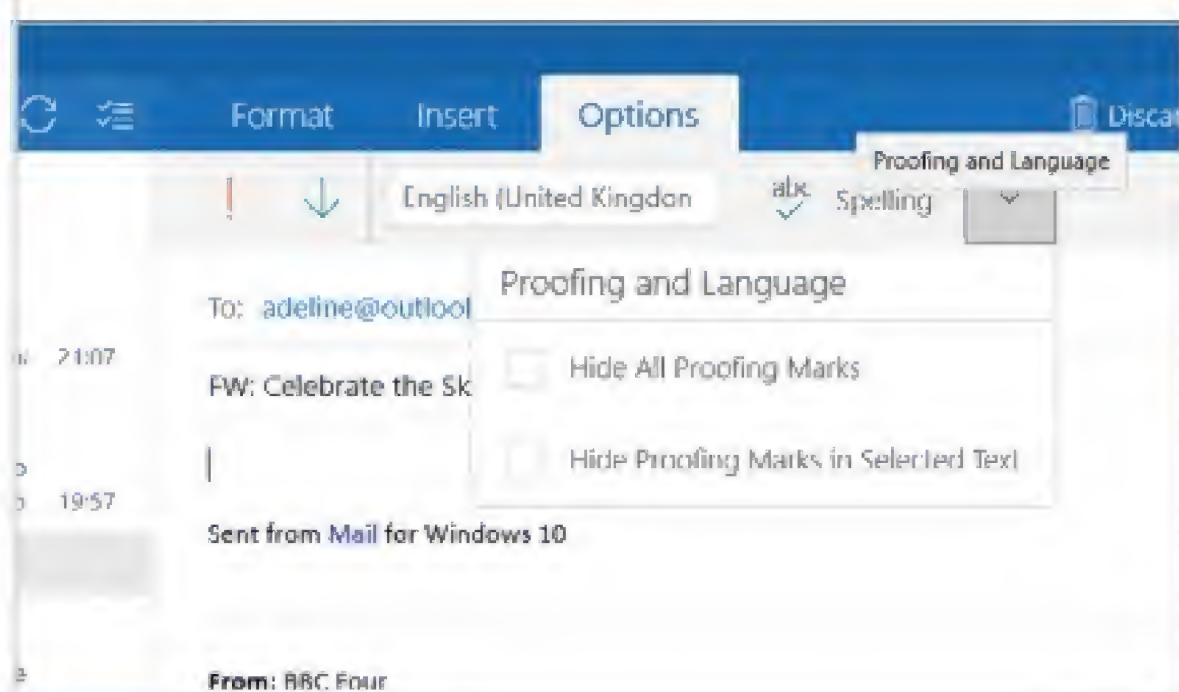 Format Insert Options Discar
Proofing and Language
English (United Kingdon abc Spelling
Proofing and Language
To: adeline@outlool
21:07
Hide All Proofing Marks
FW: Celebrate the Sk
Hide Proofing Marks in Selected Text
19:57
Sent from Mail for Windows 10
From: BBC Four